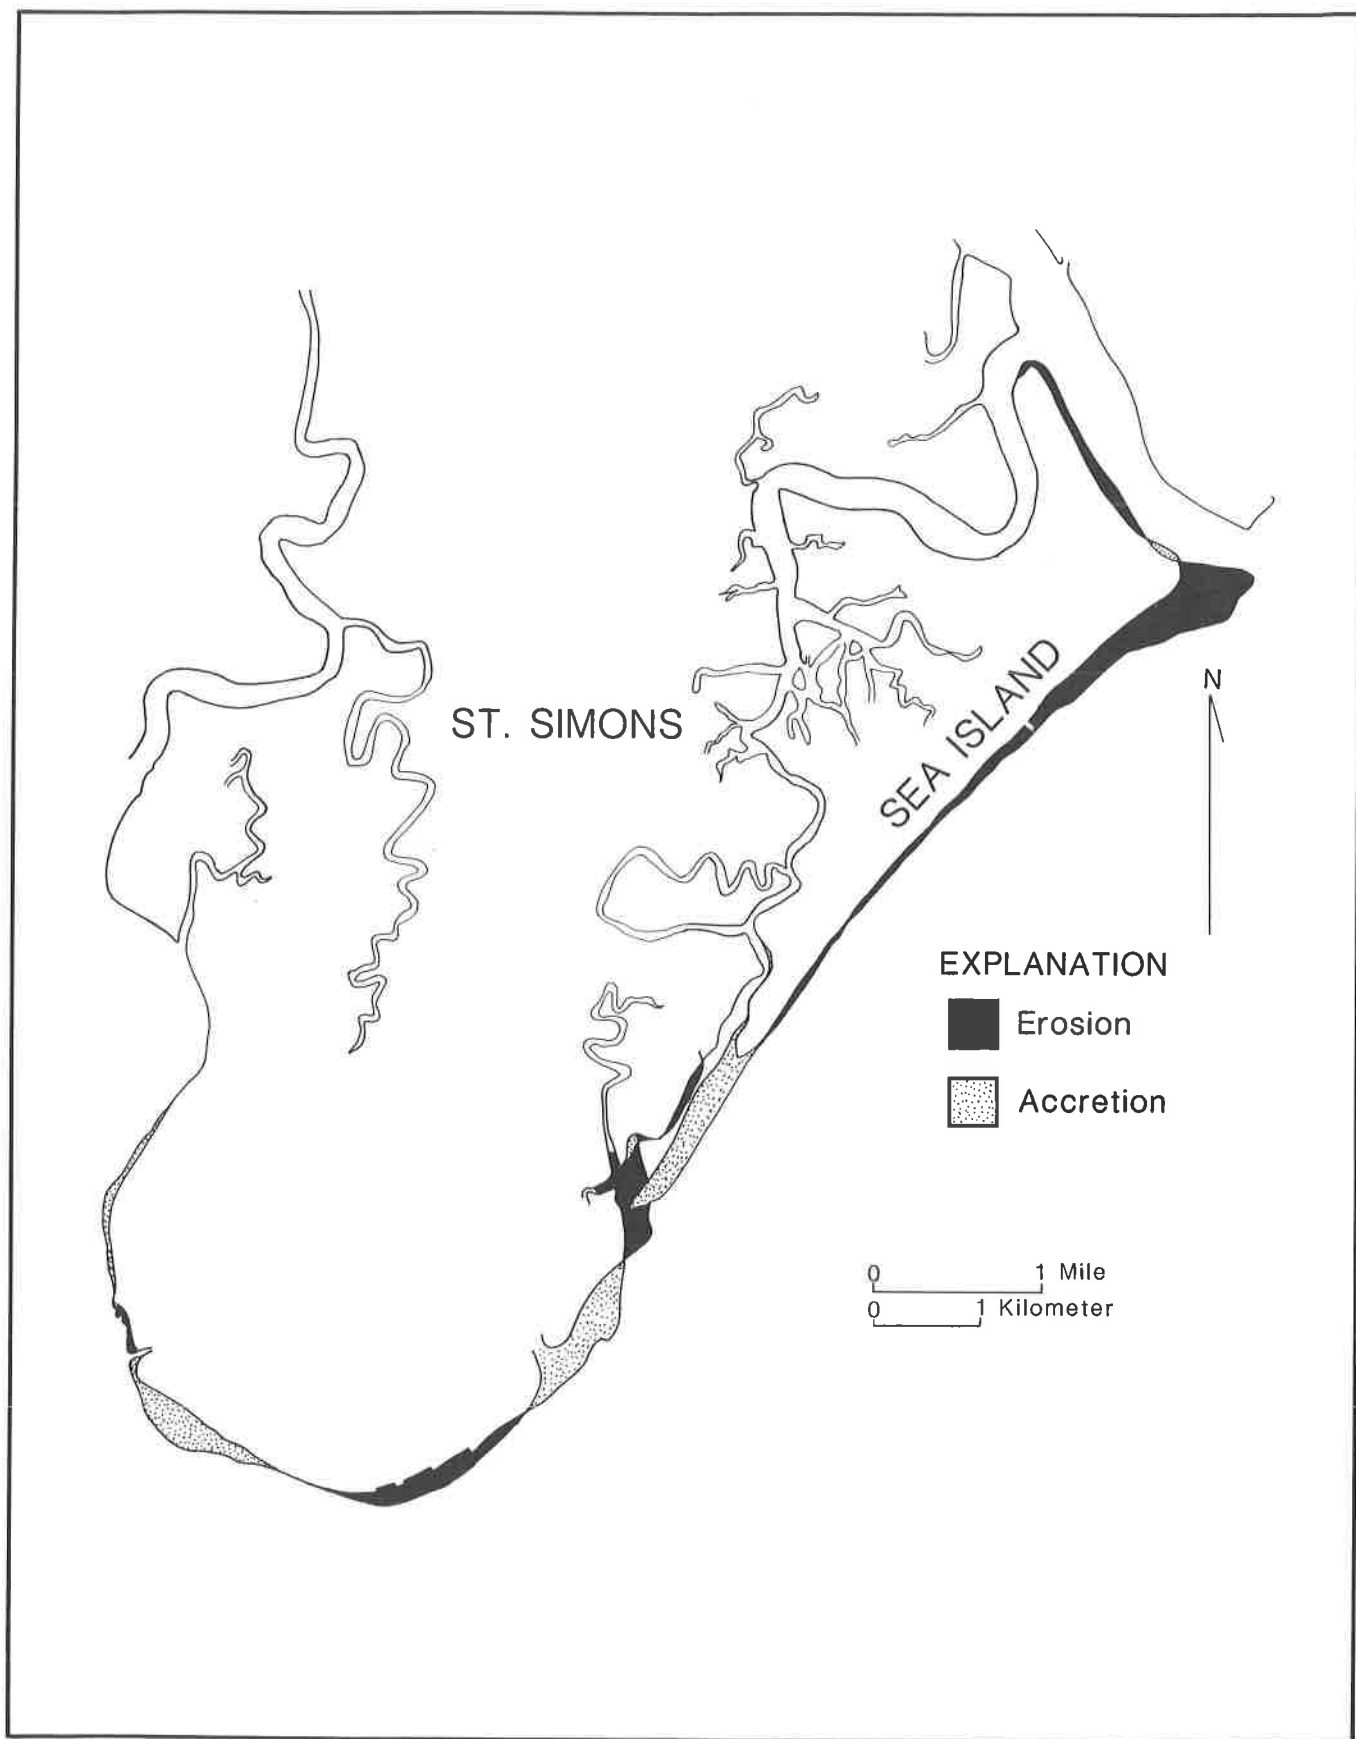 ST. SIMONS
SEA ISLAND
N
EXPLANATION
Erosion
Accretion
0 1 Mile
0 1 Kilometer